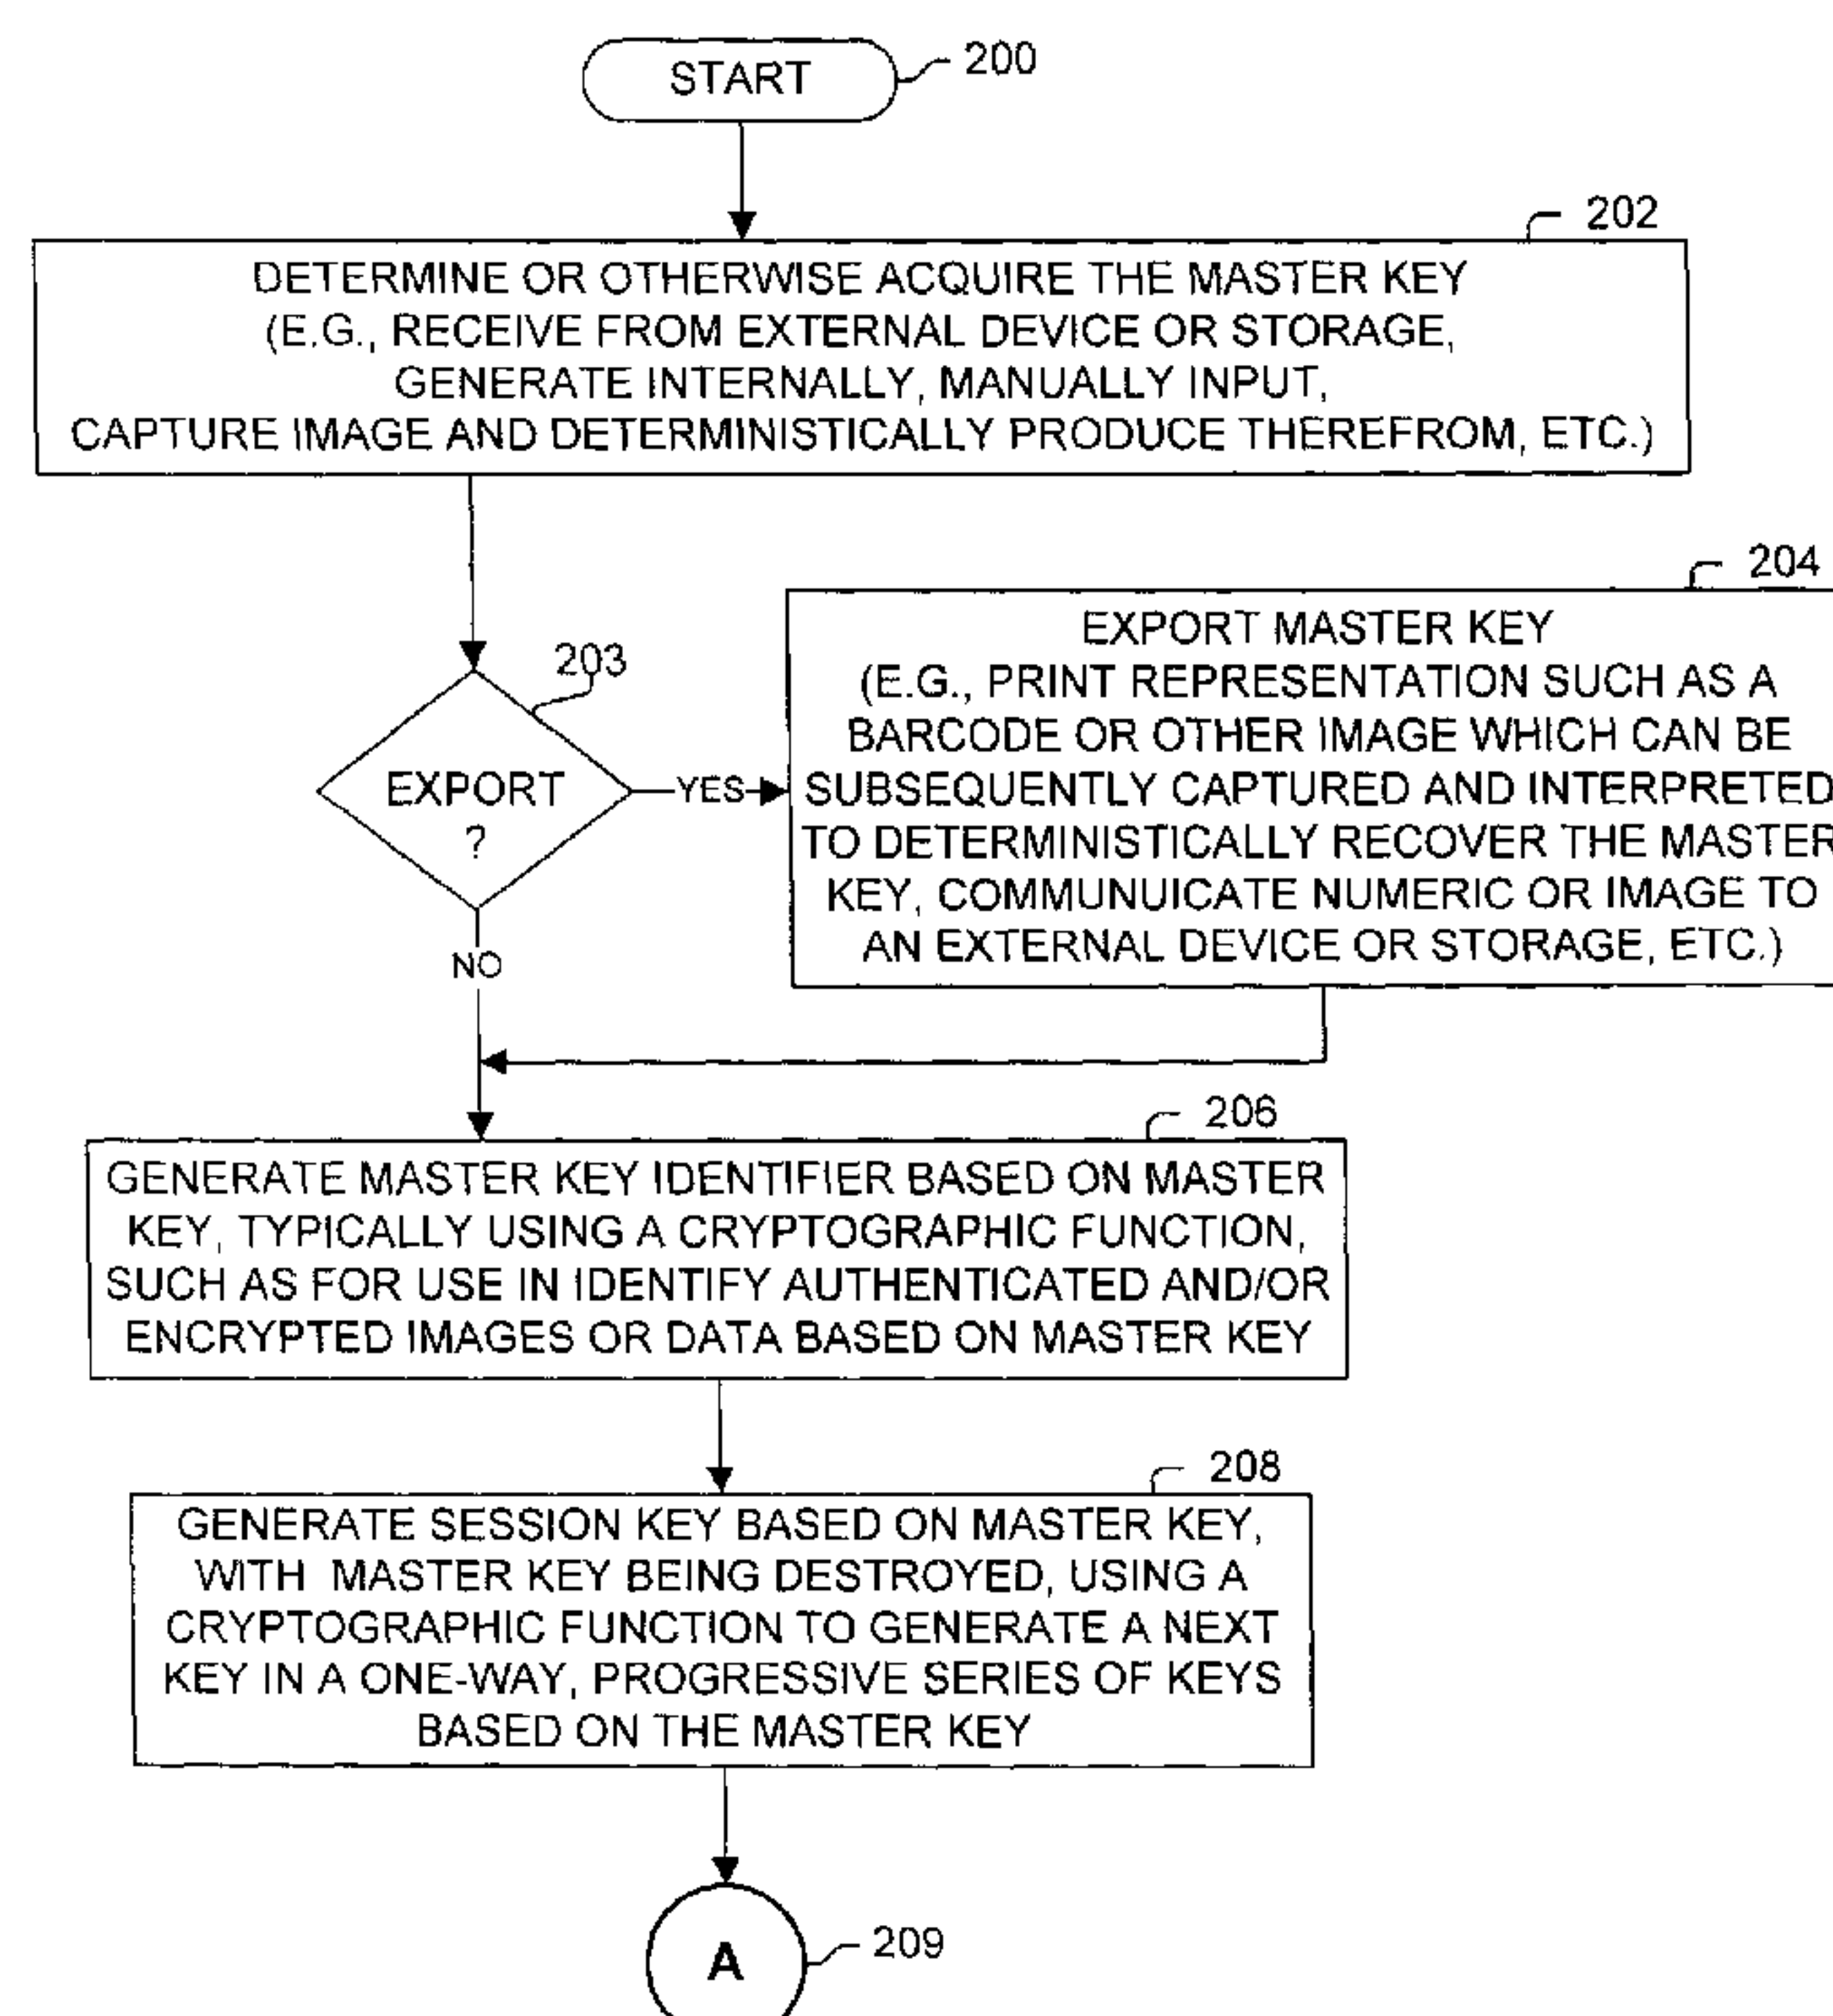 START
200
202
DETERMINE OR OTHERWISE ACQUIRE THE MASTER KEY
(E.G., RECEIVE FROM EXTERNAL DEVICE OR STORAGE,
GENERATE INTERNALLY, MANUALLY INPUT,
CAPTURE IMAGE AND DETERMINISTICALLY PRODUCE THEREFROM, ETC.)
203
EXPORT
?
YES
NO
204
EXPORT MASTER KEY
(E.G., PRINT REPRESENTATION SUCH AS A
BARCODE OR OTHER IMAGE WHICH CAN BE
SUBSEQUENTLY CAPTURED AND INTERPRETED
TO DETERMINISTICALLY RECOVER THE MASTER
KEY, COMMUNUICATE NUMERIC OR IMAGE TO
AN EXTERNAL DEVICE OR STORAGE, ETC.)
206
GENERATE MASTER KEY IDENTIFIER BASED ON MASTER
KEY, TYPICALLY USING A CRYPTOGRAPHIC FUNCTION,
SUCH AS FOR USE IN IDENTIFY AUTHENTICATED AND/OR
ENCRYPTED IMAGES OR DATA BASED ON MASTER KEY
208
GENERATE SESSION KEY BASED ON MASTER KEY,
WITH MASTER KEY BEING DESTROYED, USING A
CRYPTOGRAPHIC FUNCTION TO GENERATE A NEXT
KEY IN A ONE-WAY, PROGRESSIVE SERIES OF KEYS
BASED ON THE MASTER KEY
A
209